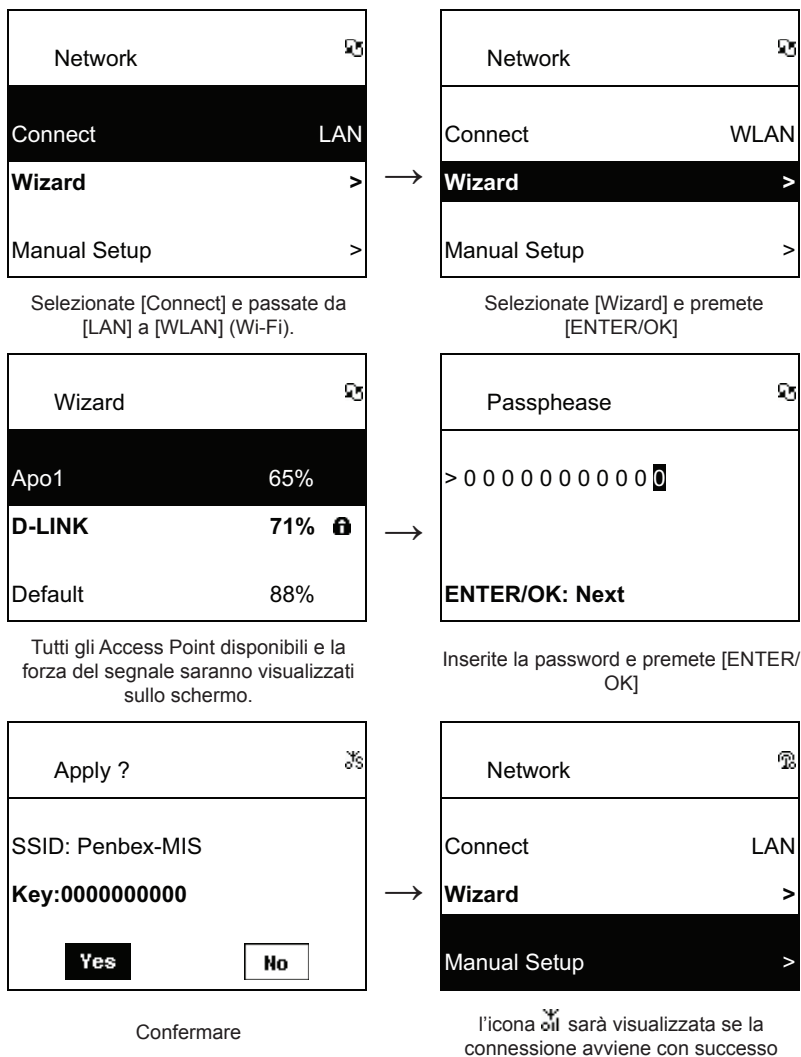 Network
Connect LAN
Wizard >
Manual Setup >
Selezionate [Connect] e passate da
[LAN] a [WLAN] (Wi-Fi).
→
Network
Connect WLAN
Wizard >
Manual Setup >
Selezionate [Wizard] e premete
[ENTER/OK]
Wizard
Apo1 65%
D-LINK 71%
Default 88%
Tutti gli Access Point disponibili e la
forza del segnale saranno visualizzati
sullo schermo.
→
Passphease
> 0 0 0 0 0 0 0 0 0 0 0
ENTER/OK: Next
Inserite la password e premete [ENTER/
OK]
Apply ?
SSID: Penbex-MIS
Key:0000000000
Yes No
Confermare
→
Network
Connect LAN
Wizard >
Manual Setup >
l'icona sarà visualizzata se la
connessione avviene con successo